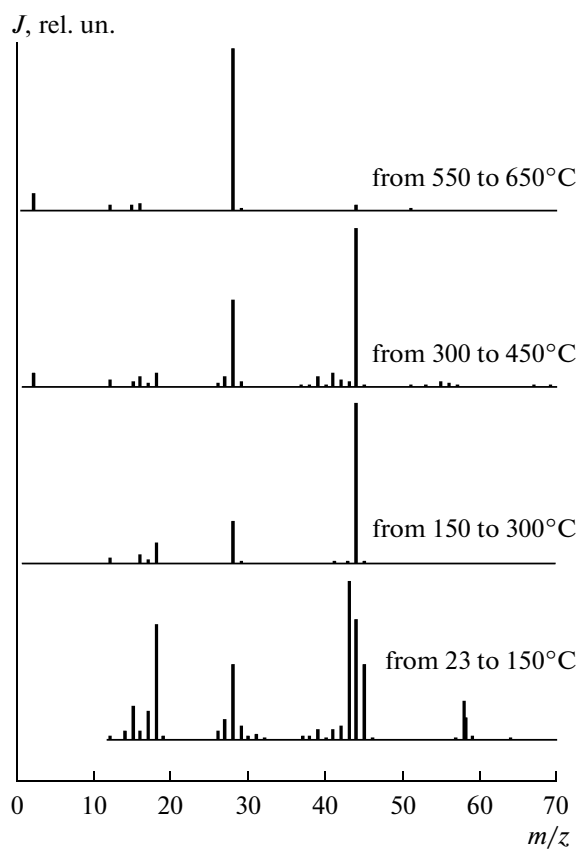 J, rel. un.
from 550 to 650°C
from 300 to 450°C
from 150 to 300°C
from 23 to 150°C
0 10 20 30 40 50 60 70
m/z